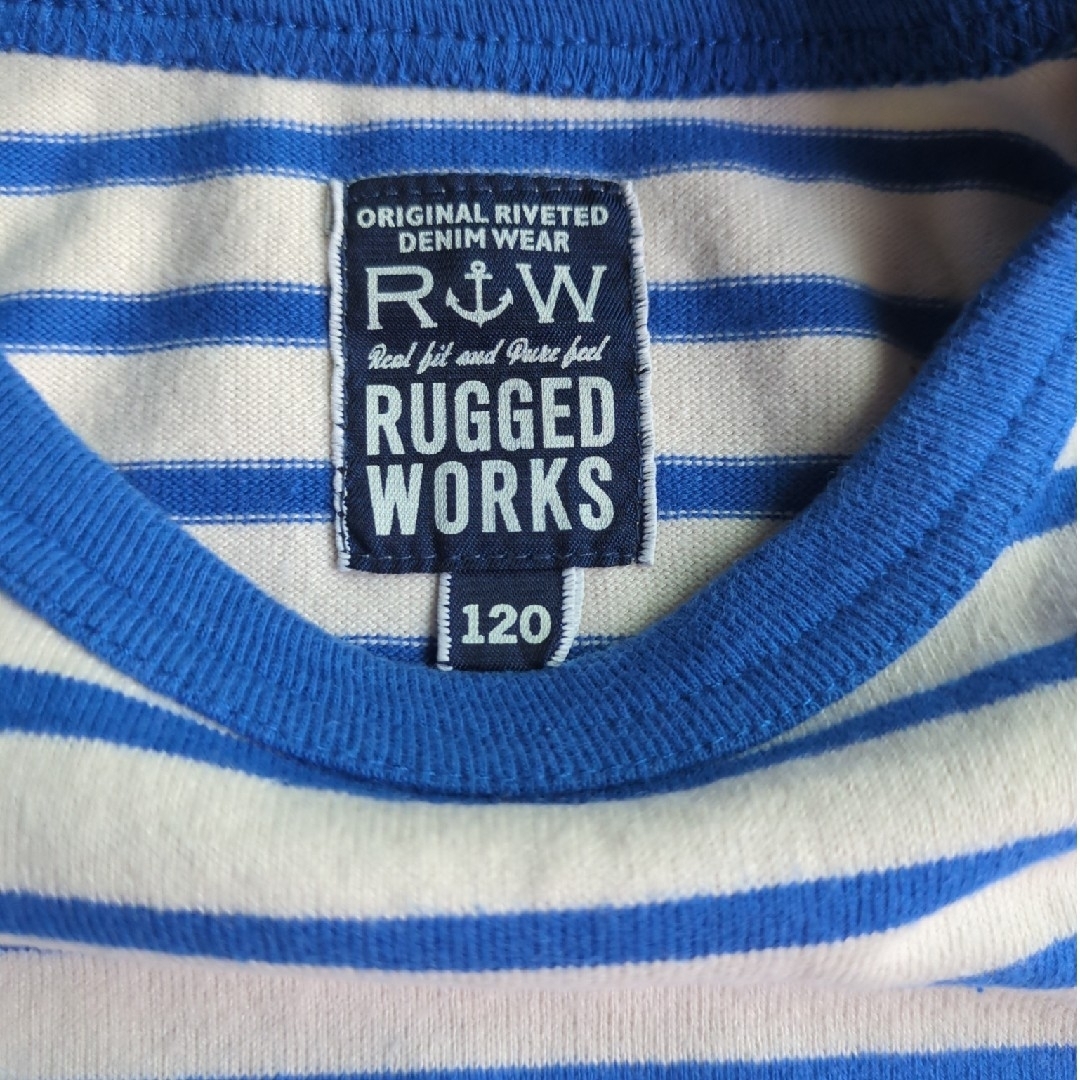 ORIGINAL RIVETED
DENIM WEAR
R W
Real fit and Pure feel
RUGGED
WORKS
120